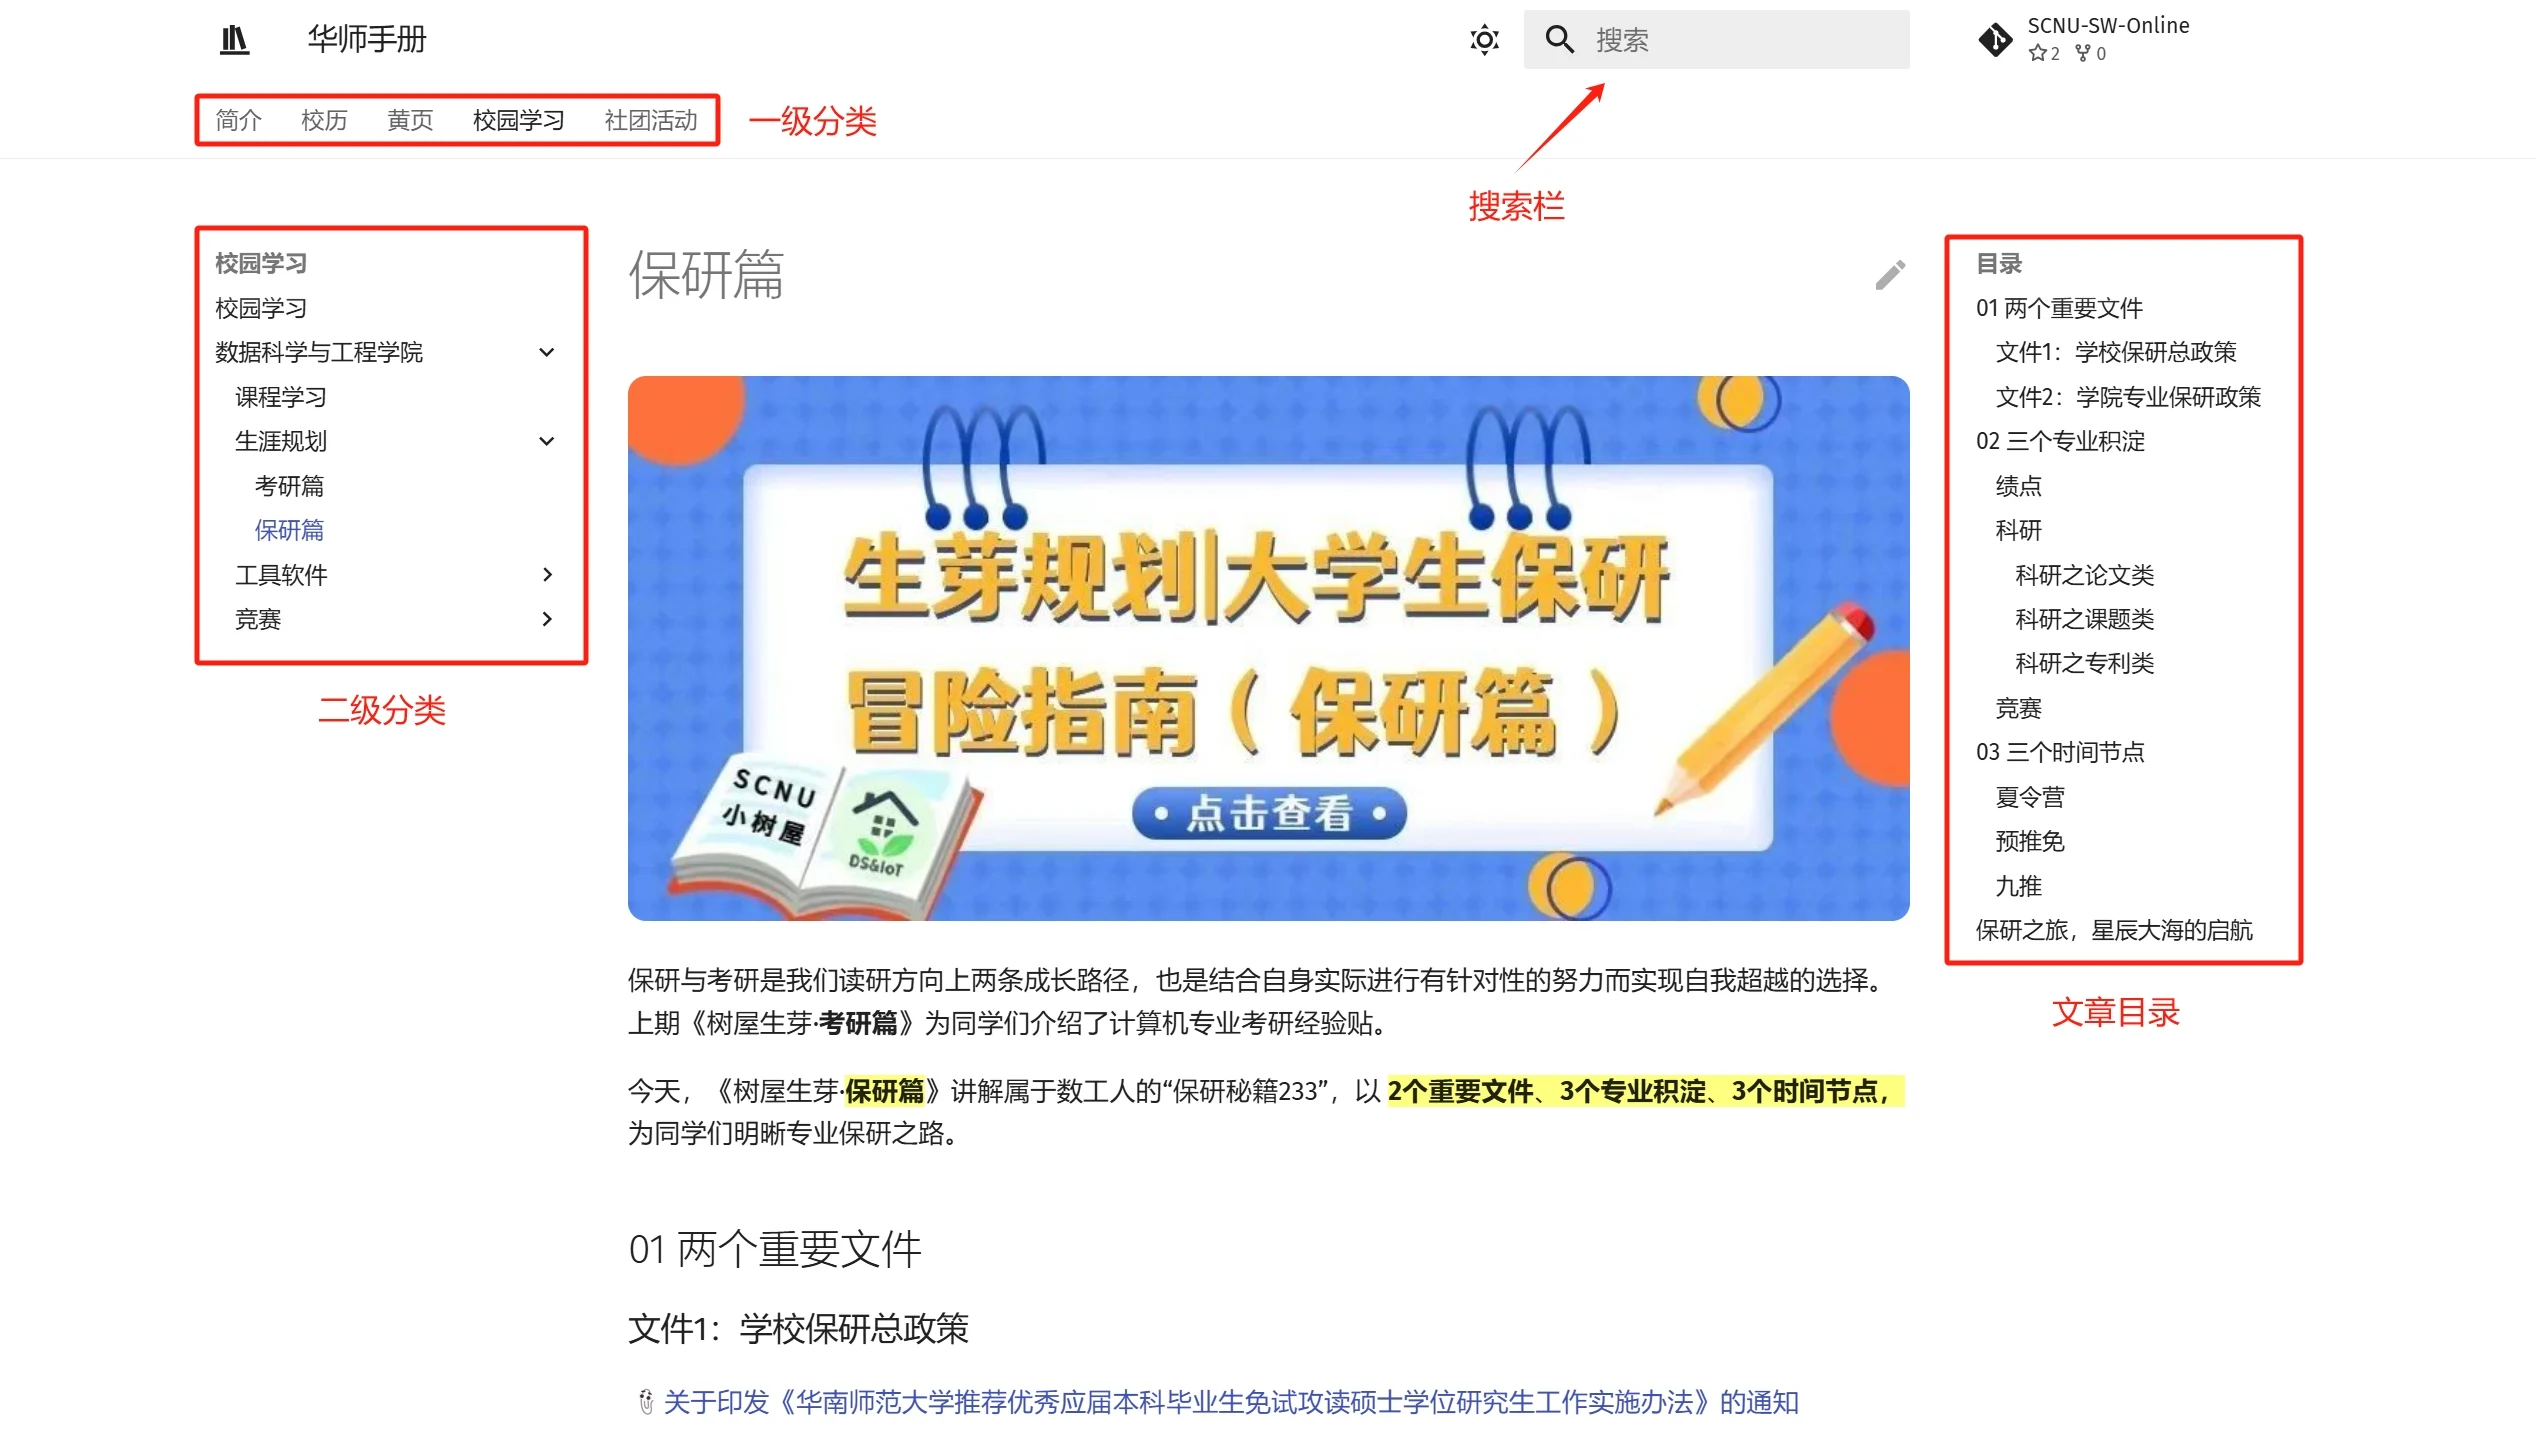 华师手册
搜索
SCNU-SW-Online
2 0
简介 校历 黄页 校园学习 社团活动
一级分类
搜索栏
校园学习
校园学习
数据科学与工程学院
课程学习
生涯规划
考研篇
保研篇
工具软件
竞赛
二级分类
保研篇
生芽规划|大学生保研
冒险指南（保研篇）
·点击查看·
SCNU
小树屋
DS&IoT
保研与考研是我们读研方向上两条成长路径，也是结合自身实际进行有针对性的努力而实现自我超越的选择。
上期《树屋生芽·考研篇》为同学们介绍了计算机专业考研经验贴。
今天，《树屋生芽·保研篇》讲解属于数工人的“保研秘籍233”，以 2个重要文件、3个专业积淀、3个时间节点，
为同学们明晰专业保研之路。
01 两个重要文件
文件1：学校保研总政策
关于印发《华南师范大学推荐优秀应届本科毕业生免试攻读硕士学位研究生工作实施办法》的通知
目录
01 两个重要文件
文件1：学校保研总政策
文件2：学院专业保研政策
02 三个专业积淀
绩点
科研
科研之论文类
科研之课题类
科研之专利类
竞赛
03 三个时间节点
夏令营
预推免
九推
保研之旅，星辰大海的启航
文章目录